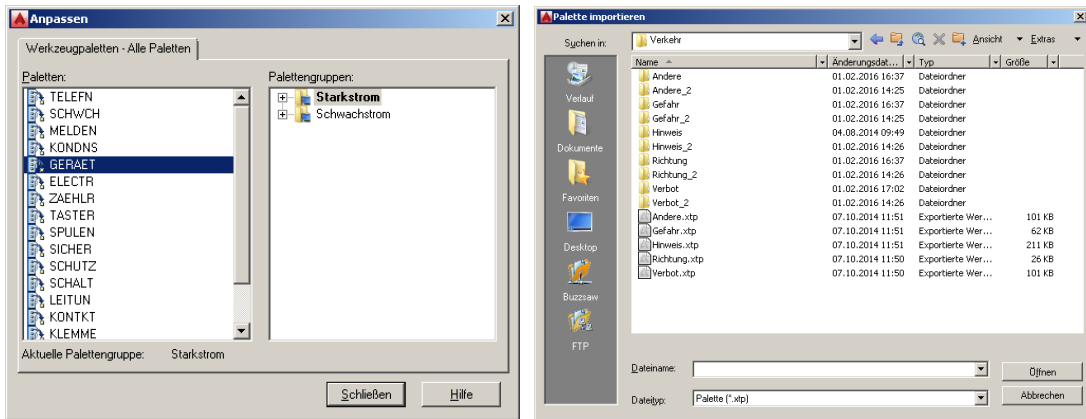 Anpassen
Werkzeugpaletten - Alle Paletten
Paletten:
TELEFN
SCHWCH
MELDEN
KONDNS
GERAET
ELECTR
ZAEHLR
TASTER
SPULEN
SICHER
SCHUTZ
SCHALT
LEITUN
KONTKT
KLEMME
Palettengruppen:
Starkstrom
Schwachstrom
Aktuelle Palettengruppe: Starkstrom
Schließen Hilfe
Palette importieren
Suchen in: Verkehr Ansicht Extras
Verlauf
Dokumente
Favoriten
Desktop
Buzzsaw
FTP
Name Änderungsdat... Typ Größe
Andere 01.02.2016 16:37 Dateiordner
Andere_2 01.02.2016 14:25 Dateiordner
Gefahr 01.02.2016 16:37 Dateiordner
Gefahr_2 01.02.2016 14:25 Dateiordner
Hinweis 04.08.2014 09:49 Dateiordner
Hinweis_2 01.02.2016 14:26 Dateiordner
Richtung 01.02.2016 16:37 Dateiordner
Richtung_2 01.02.2016 14:26 Dateiordner
Verbot 01.02.2016 17:02 Dateiordner
Verbot_2 01.02.2016 14:26 Dateiordner
Andere.xtp 07.10.2014 11:51 Exportierte Wer... 101 KB
Gefahr.xtp 07.10.2014 11:51 Exportierte Wer... 62 KB
Hinweis.xtp 07.10.2014 11:51 Exportierte Wer... 211 KB
Richtung.xtp 07.10.2014 11:50 Exportierte Wer... 26 KB
Verbot.xtp 07.10.2014 11:50 Exportierte Wer... 101 KB
Dateiname: Öffnen
Dateityp: Palette (*.xtp) Abbrechen